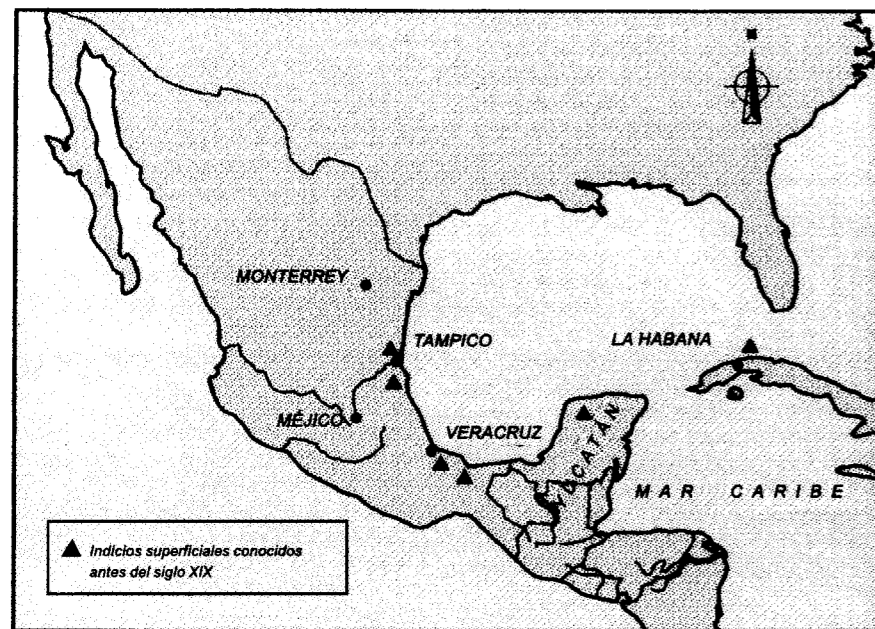 MONTERREY
TAMPICO
LA HABANA
MÉJICO
VERACRUZ
YUCATÁN
MAR CARIBE
Indicios superficiales conocidos
antes del siglo XIX